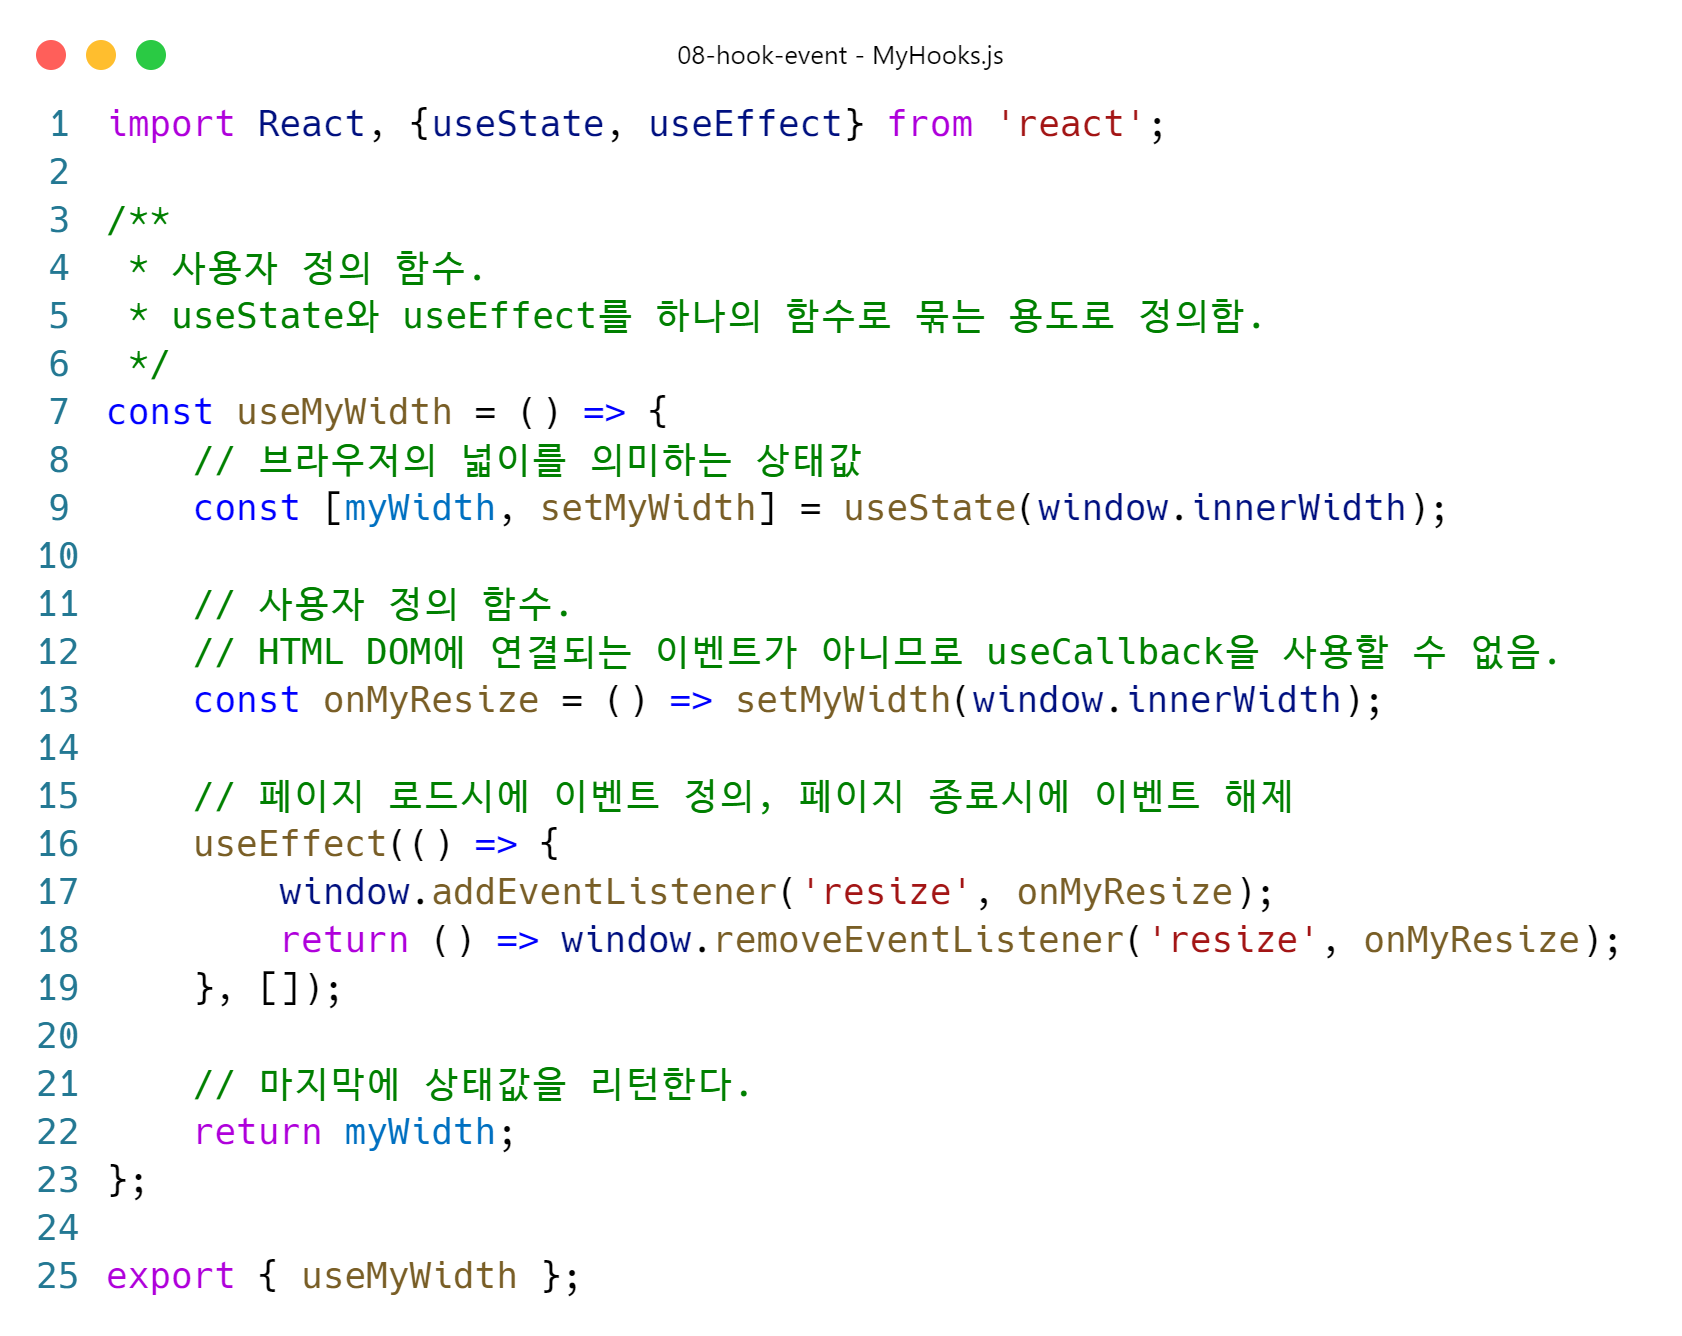 08-hook-event - MyHooks.js
1 import React, {useState, useEffect} from 'react';
2
3 /**
4  * 사용자 정의 함수.
5  * useState와 useEffect를 하나의 함수로 묶는 용도로 정의함.
6  */
7 const useMyWidth = () => {
8     // 브라우저의 넓이를 의미하는 상태값
9     const [myWidth, setMyWidth] = useState(window.innerWidth);
10
11     // 사용자 정의 함수.
12     // HTML DOM에 연결되는 이벤트가 아니므로 useCallback을 사용할 수 없음.
13     const onMyResize = () => setMyWidth(window.innerWidth);
14
15     // 페이지 로드시에 이벤트 정의, 페이지 종료시에 이벤트 해제
16     useEffect(() => {
17         window.addEventListener('resize', onMyResize);
18         return () => window.removeEventListener('resize', onMyResize);
19     }, []);
20
21     // 마지막에 상태값을 리턴한다.
22     return myWidth;
23 };
24
25 export { useMyWidth };